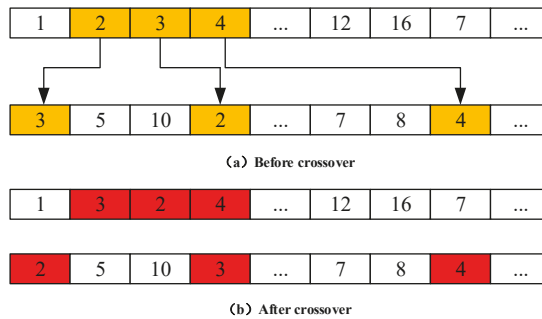 1 2 3 4 ... 12 16 7 ...
3 5 10 2 ... 7 8 4 ...
(a) Before crossover
1 3 2 4 ... 12 16 7 ...
2 5 10 3 ... 7 8 4 ...
(b) After crossover